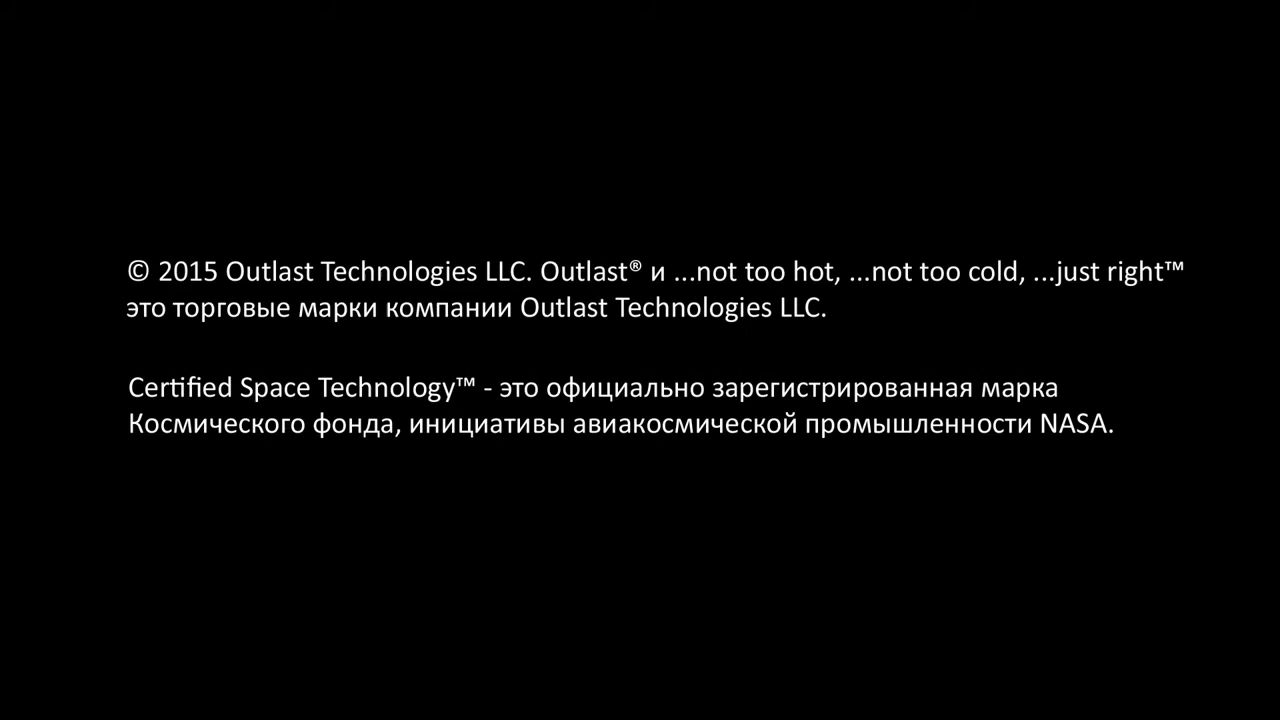 © 2015 Outlast Technologies LLC. Outlast® и ...not too hot, ...not too cold, ...just right™
это торговые марки компании Outlast Technologies LLC.
Certified Space Technology™ - это официально зарегистрированная марка
Космического фонда, инициативы авиакосмической промышленности NASA.